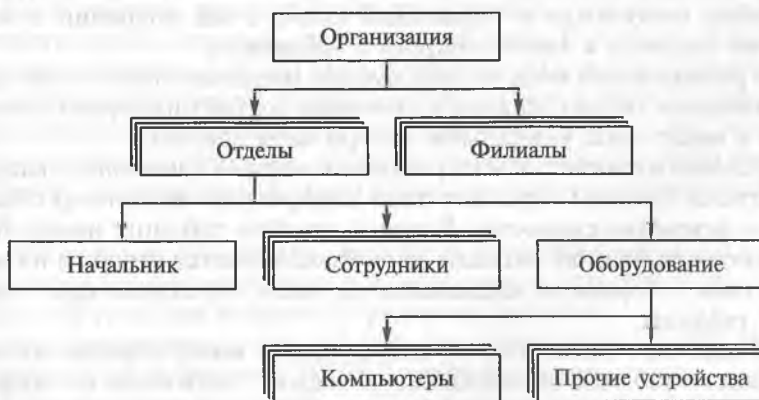 Организация
Отделы
Филиалы
Начальник
Сотрудники
Оборудование
Компьютеры
Прочие устройства